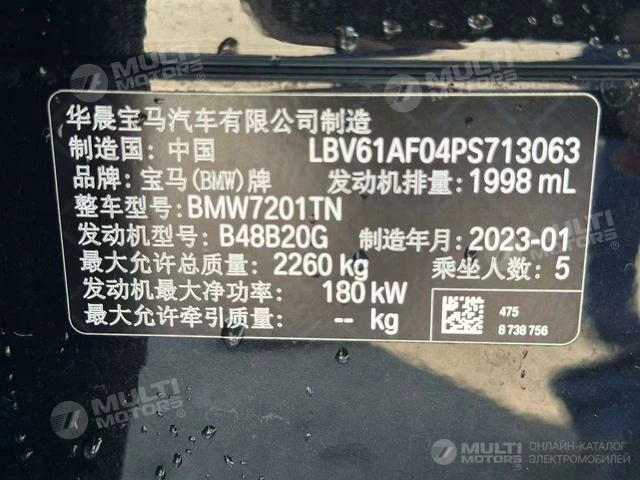 MULTI MOTORS
MULTI MOTORS
MULTI
华晨宝马汽车有限公司制造
制造国: 中国 LBV61AF04PS713063
品牌: 宝马(BMW)牌 发动机排量: 1998 mL
整车型号: BMW7201TN
发动机型号: B48B20G 制造年月: 2023-01
最大允许总质量: 2260 kg 乘坐人数: 5
发动机最大净功率: 180 kW
最大允许牵引质量: -- kg
475
8 738 756
MULTI MOTORS
MULTI MOTORS
ОНЛАЙН-КАТАЛОГ
ЭЛЕКТРОМОБИЛЕЙ